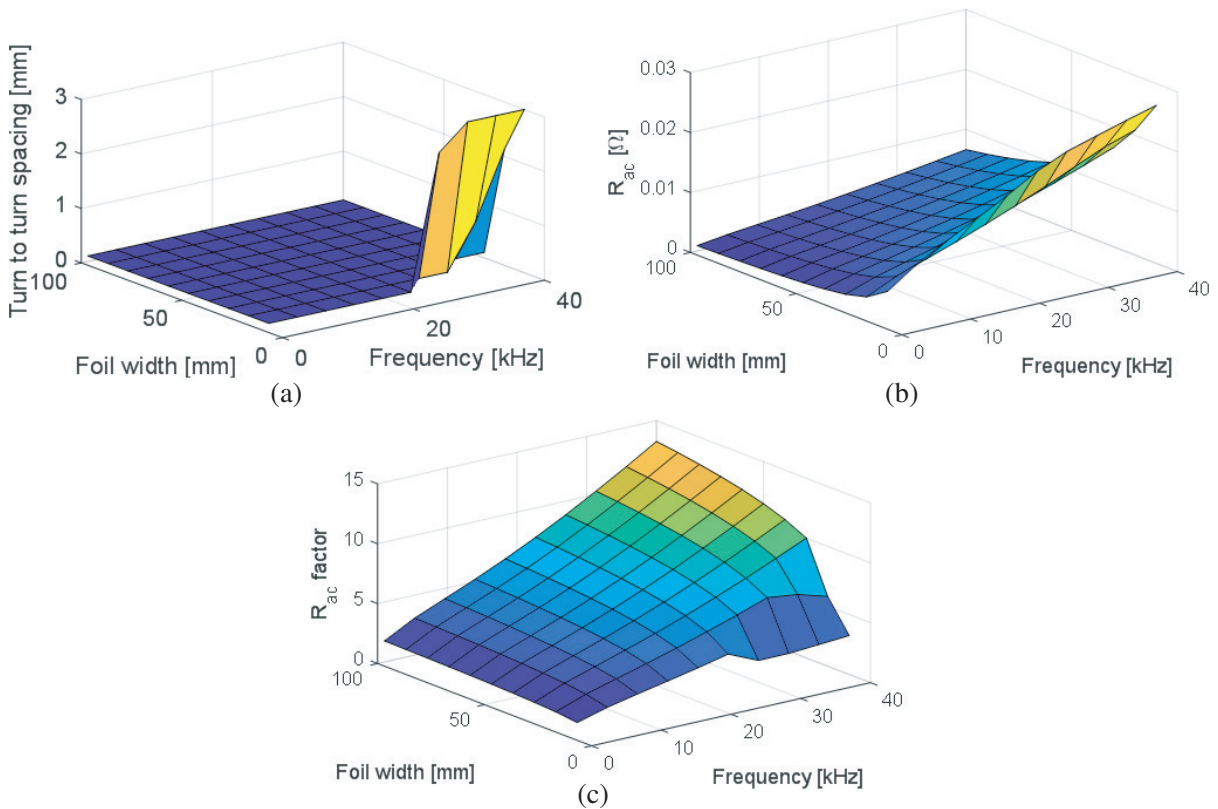 3
2
1
0
100
50
0
0
20
40
Turn to turn spacing [mm]
Foil width [mm]
Frequency [kHz]
(a)
0.03
0.02
0.01
0
100
50
0
0
10
20
30
40
R_ac [Ω]
Foil width [mm]
Frequency [kHz]
(b)
15
10
5
0
100
50
0
0
10
20
30
40
R_ac factor
Foil width [mm]
Frequency [kHz]
(c)